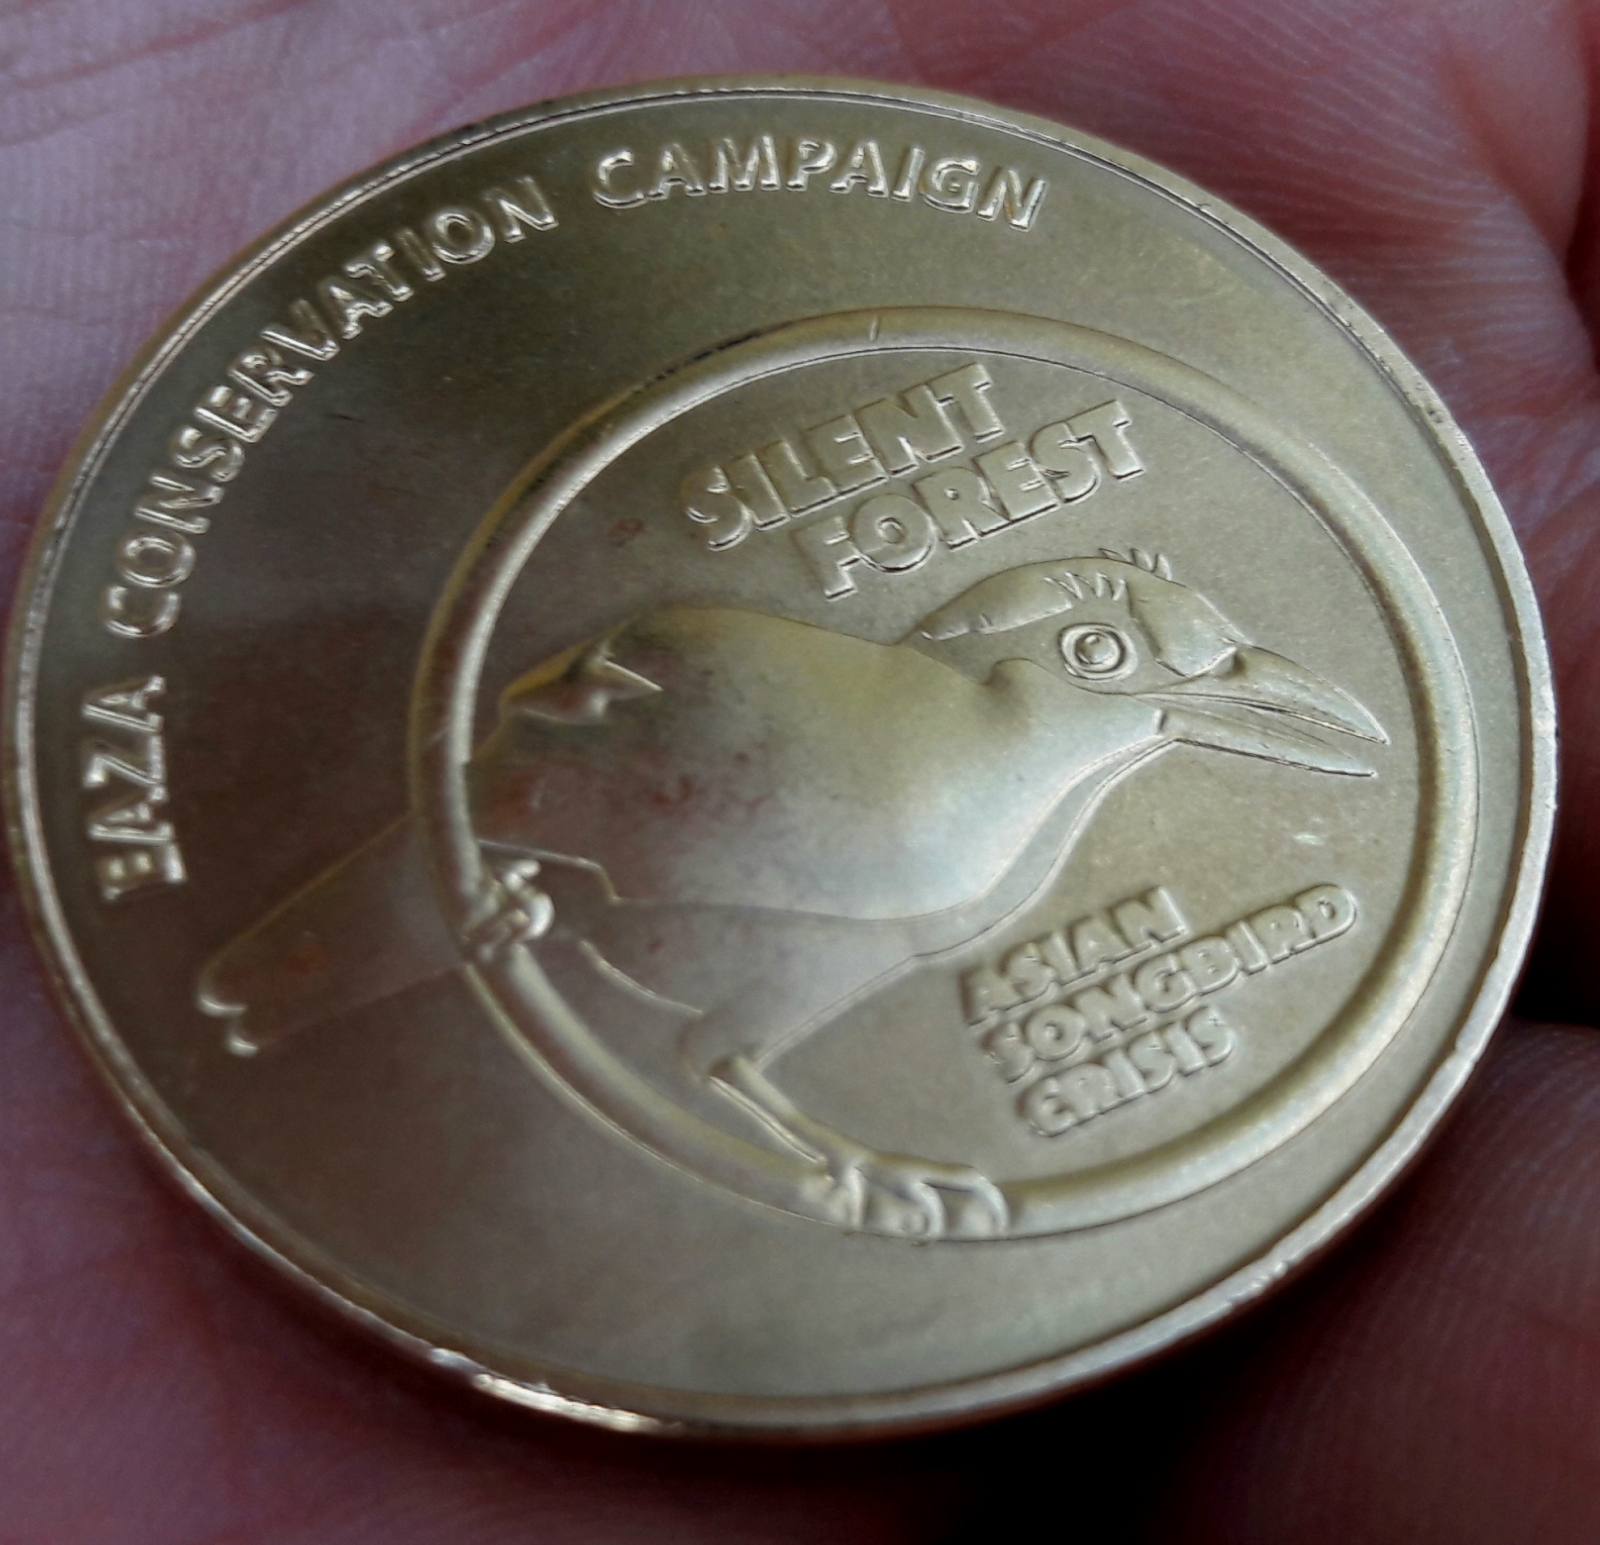 EAZA CONSERVATION CAMPAIGN
SILENT
FOREST
ASIAN
SONGBIRD
CRISIS